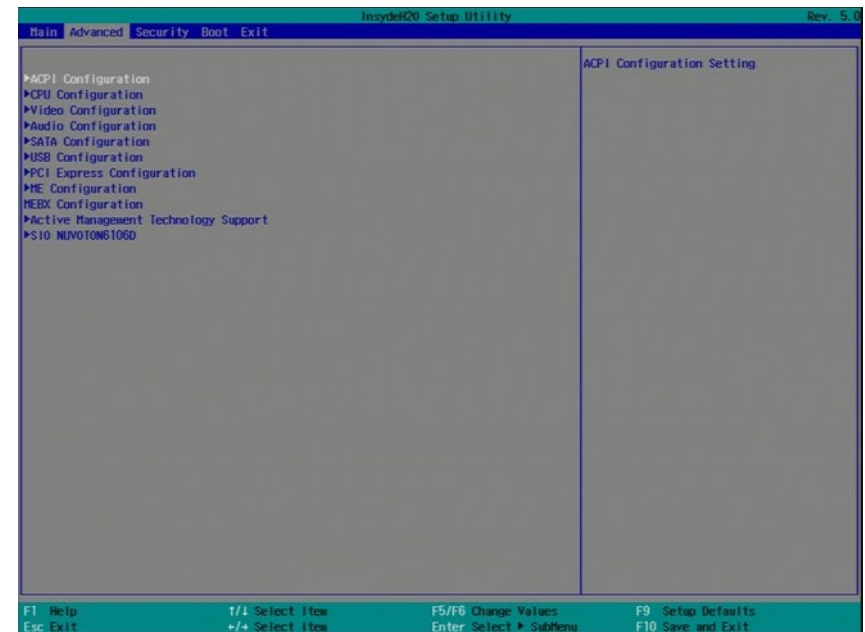 InsydeH20 Setup Utility Rev. 5.0
Main Advanced Security Boot Exit
ACPI Configuration Setting
▶ACPI Configuration
▶CPU Configuration
▶Video Configuration
▶Audio Configuration
▶SATA Configuration
▶USB Configuration
▶PCI Express Configuration
▶ME Configuration
MEBX Configuration
▶Active Management Technology Support
▶SIO NUVOTON6106D
F1 Help ↑/↓ Select Item F5/F6 Change Values F9 Setup Defaults
Esc Exit ←/→ Select Item Enter Select ▶ SubMenu F10 Save and Exit